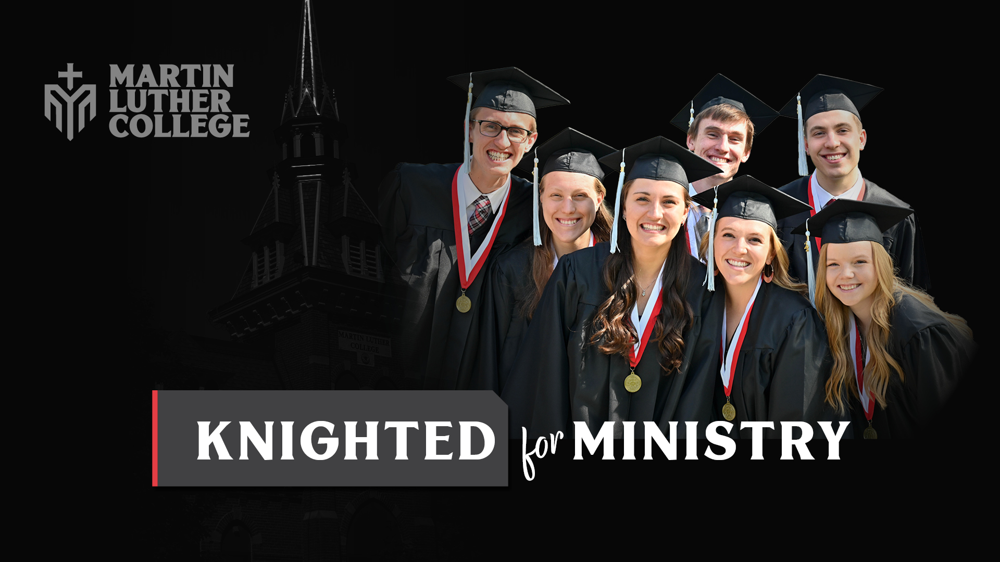 MARTIN
LUTHER
COLLEGE
MARTIN LUTHER
COLLEGE
KNIGHTED for MINISTRY